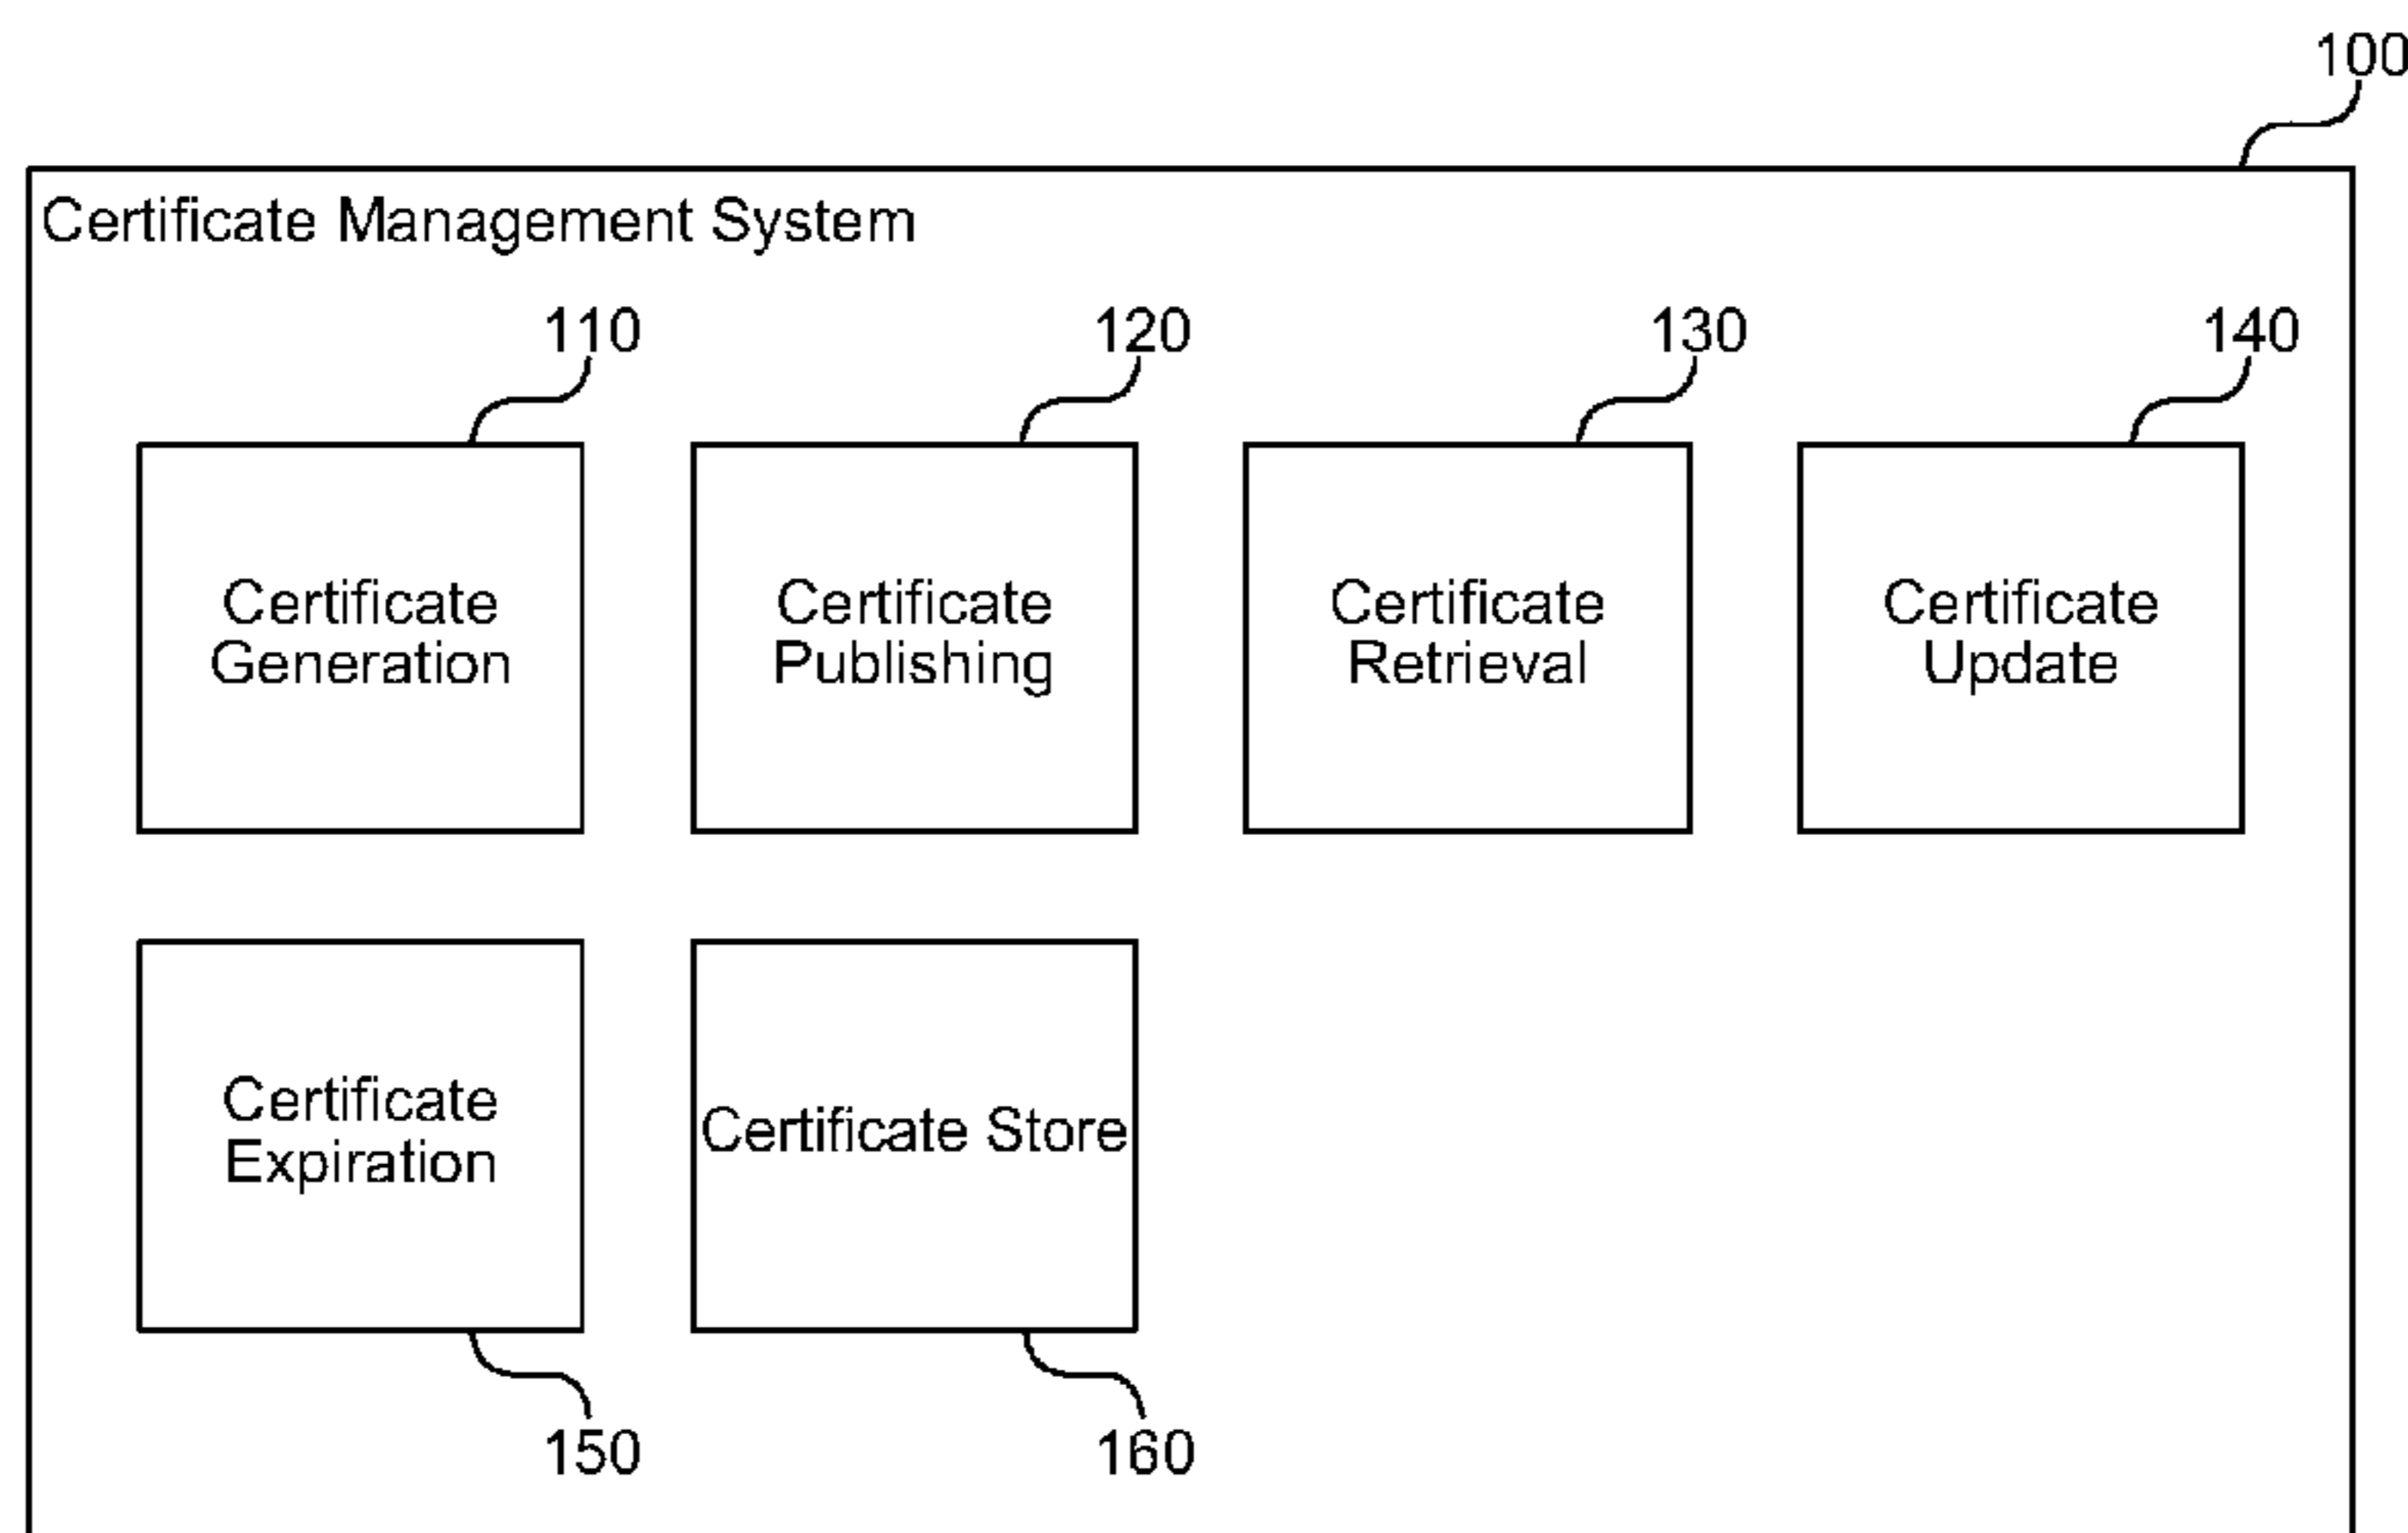 100
Certificate Management System
110
120
130
140
Certificate
Generation
Certificate
Publishing
Certificate
Retrieval
Certificate
Update
Certificate
Expiration
Certificate Store
150
160